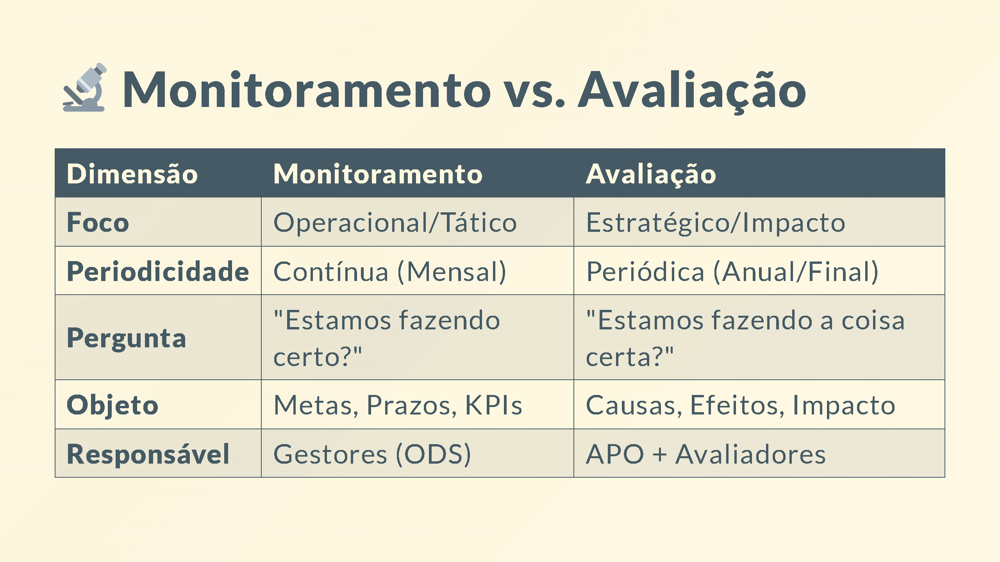 Monitoramento vs. Avaliação
Dimensão Monitoramento Avaliação
Foco Operacional/Tático Estratégico/Impacto
Periodicidade Contínua (Mensal) Periódica (Anual/Final)
Pergunta "Estamos fazendo certo?" "Estamos fazendo a coisa certa?"
Objeto Metas, Prazos, KPIs Causas, Efeitos, Impacto
Responsável Gestores (ODS) APO + Avaliadores